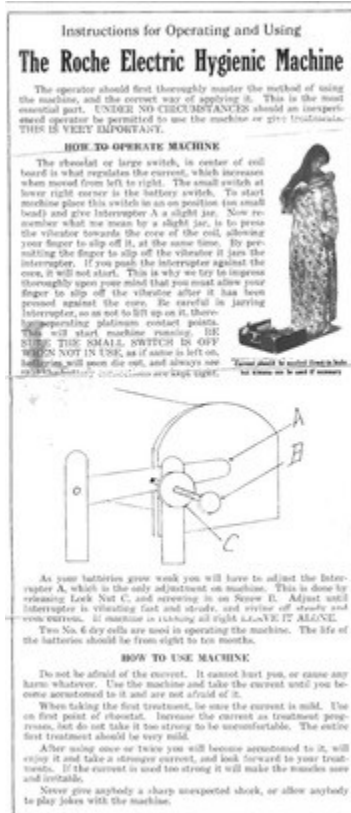 Instructions for Operating and Using
The Roche Electric Hygienic Machine
The operator should first thoroughly master the method of using
the machine, and the correct way of applying it. This is the most
essential part. UNDER NO CIRCUMSTANCES should an inexperi-
enced operator be permitted to use the machine or give treatments.
THIS IS VERY IMPORTANT.
HOW TO OPERATE MACHINE
The rheostat or large switch, in center of coil
board is what regulates the current, which increases
when moved from left to right. The small switch at
lower right corner is the battery switch. To start
machine place this switch in an on position (on small
bead) and give Interrupter A a slight jar. Now re-
member what we mean by a slight jar, is to press
the vibrator towards the core of the coil, allowing
your finger to slip off it, at the same time. By per-
mitting the finger to slip off the vibrator it jars the
interrupter. If you push the interrupter against the
core, it will not start. This is why we try to impress
thoroughly upon your mind that you must allow your
finger to slip off the vibrator after it has been
pressed against the core. Be careful in jarring
Interrupter, so as not to lift up on it, there-
by separating platinum contact points.
This will start machine running. BE
SURE THE SMALL SWITCH IS OFF
WHEN NOT IN USE, as if same is left on,
batteries will soon die out, and always see
that the battery connections are kept tight.
Current should be applied
but can be used if necessary
A
B
C
As your batteries grow weak you will have to adjust the Inter-
rupter A, which is the only adjustment on machine. This is done by
releasing Lock Nut C, and screwing in on Screw B. Adjust until
Interrupter is vibrating fast and steady, and giving off steady and
even current. If machine is running all right LEAVE IT ALONE.
Two No. 6 dry cells are used in operating the machine. The life of
the batteries should be from eight to ten months.
HOW TO USE MACHINE
Do not be afraid of the current. It cannot hurt you, or cause any
harm whatever. Use the machine and take the current until you be-
come accustomed to it and are not afraid of it.
When taking the first treatment, be sure the current is mild. Use
on first point of rheostat. Increase the current as treatment prog-
resses, but do not take it too strong to be uncomfortable. The entire
first treatment should be very mild.
After using once or twice you will become accustomed to it, will
enjoy it and take a stronger current, and look forward to your treat-
ments. If the current is used too strong it will make the muscles sore
and irritable.
Never give anybody a sharp unexpected shock, or allow anybody
to play jokes with the machine.